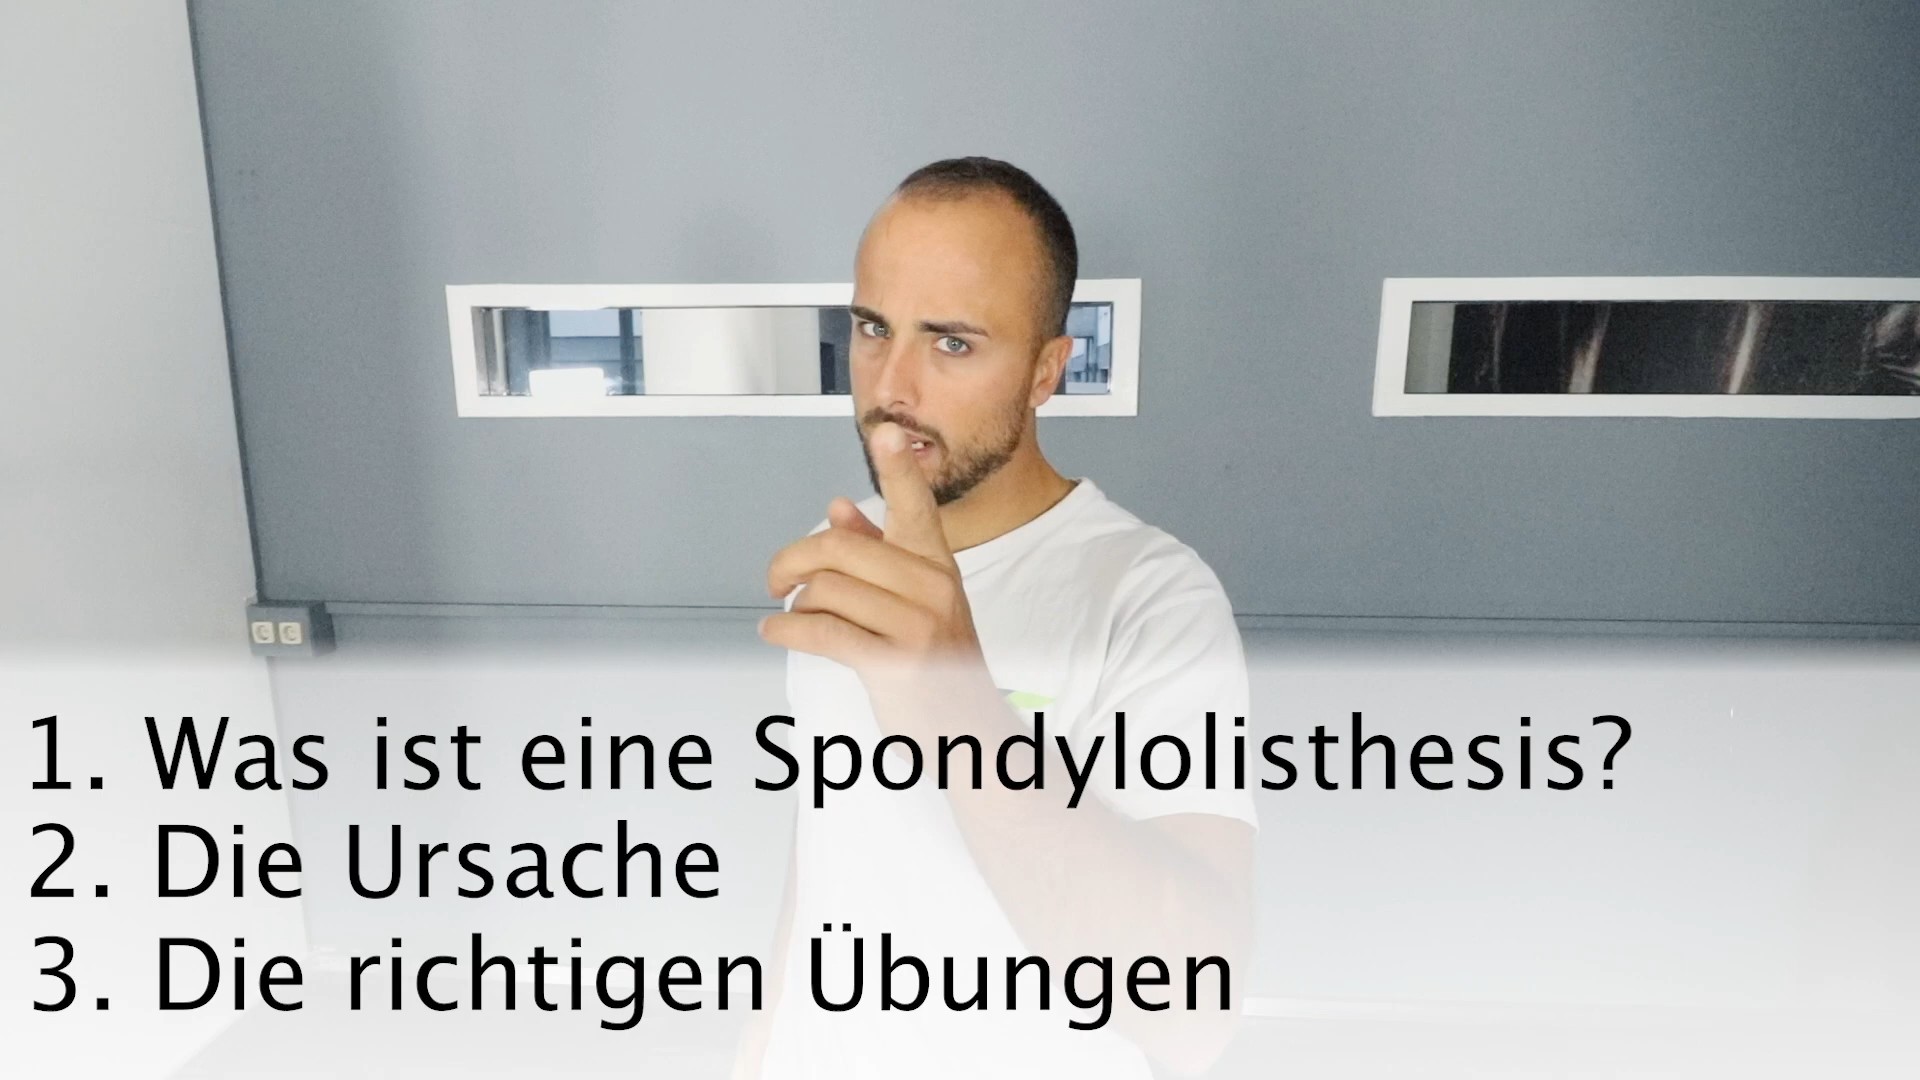 1. Was ist eine Spondylolisthesis?
2. Die Ursache
3. Die richtigen Übungen